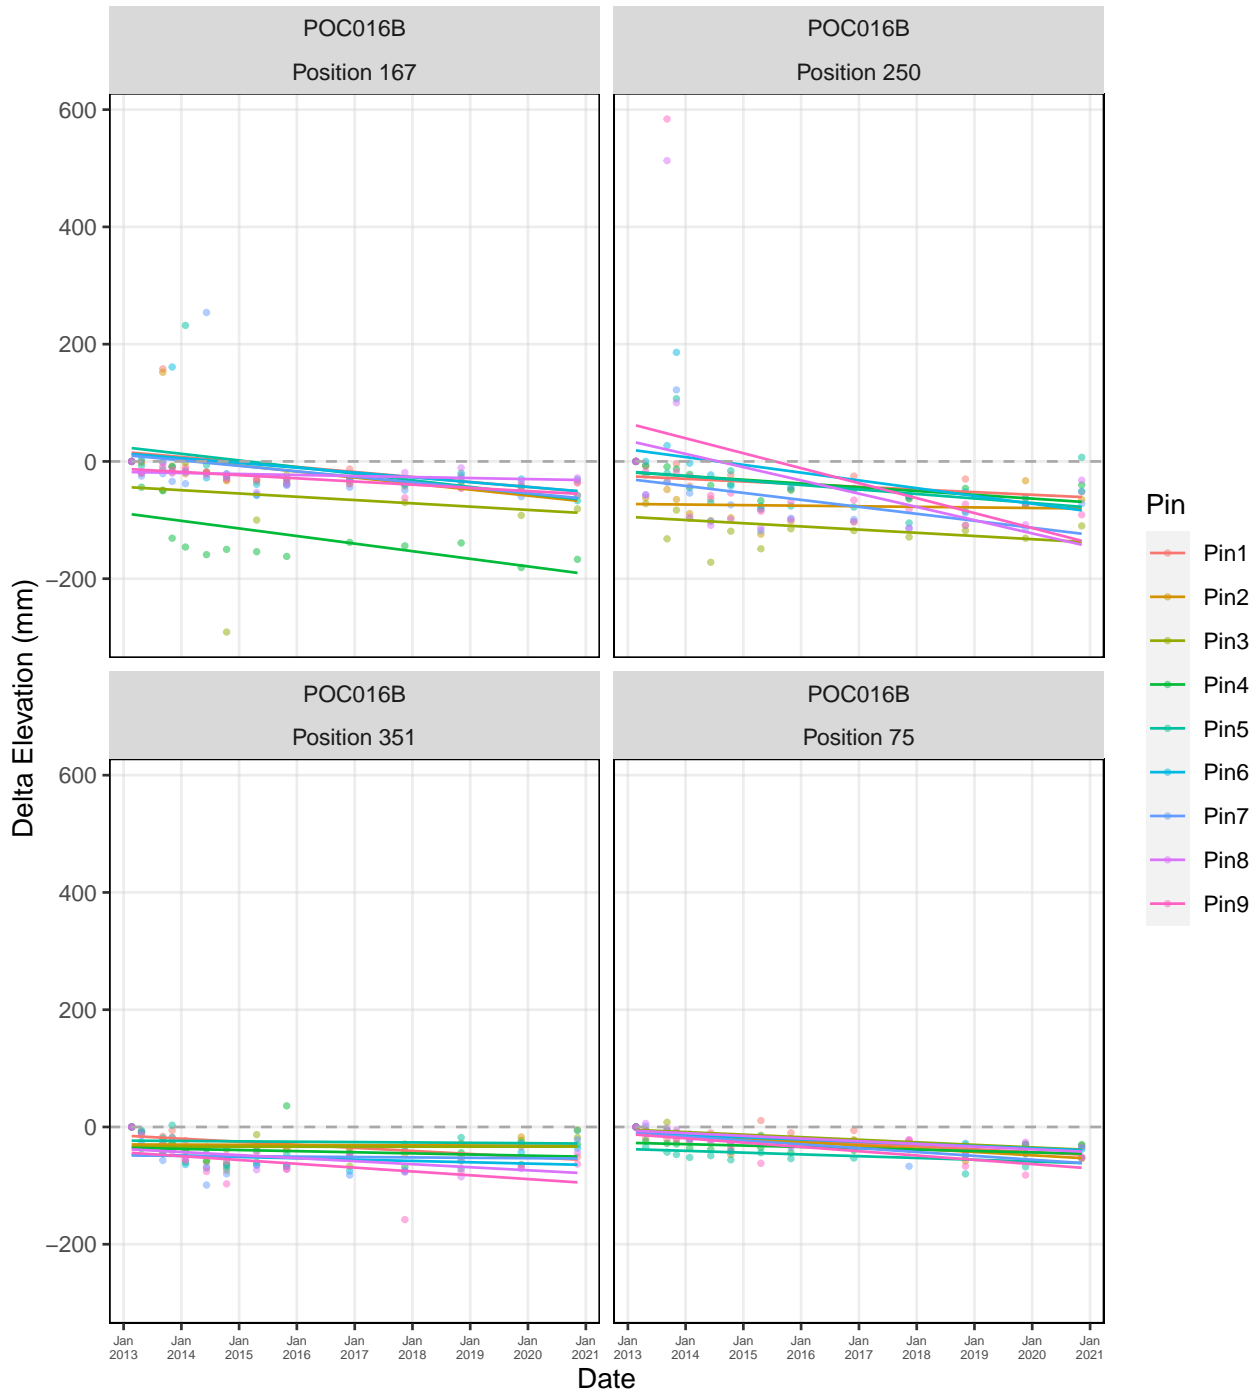 POC016B
Position 167
POC016B
Position 250
600
400
200
0
−200
POC016B
Position 351
POC016B
Position 75
600
400
200
0
−200
Jan 2013
Jan 2014
Jan 2015
Jan 2016
Jan 2017
Jan 2018
Jan 2019
Jan 2020
Jan 2021
Jan 2013
Jan 2014
Jan 2015
Jan 2016
Jan 2017
Jan 2018
Jan 2019
Jan 2020
Jan 2021
Date
Delta Elevation (mm)
Pin
Pin1
Pin2
Pin3
Pin4
Pin5
Pin6
Pin7
Pin8
Pin9